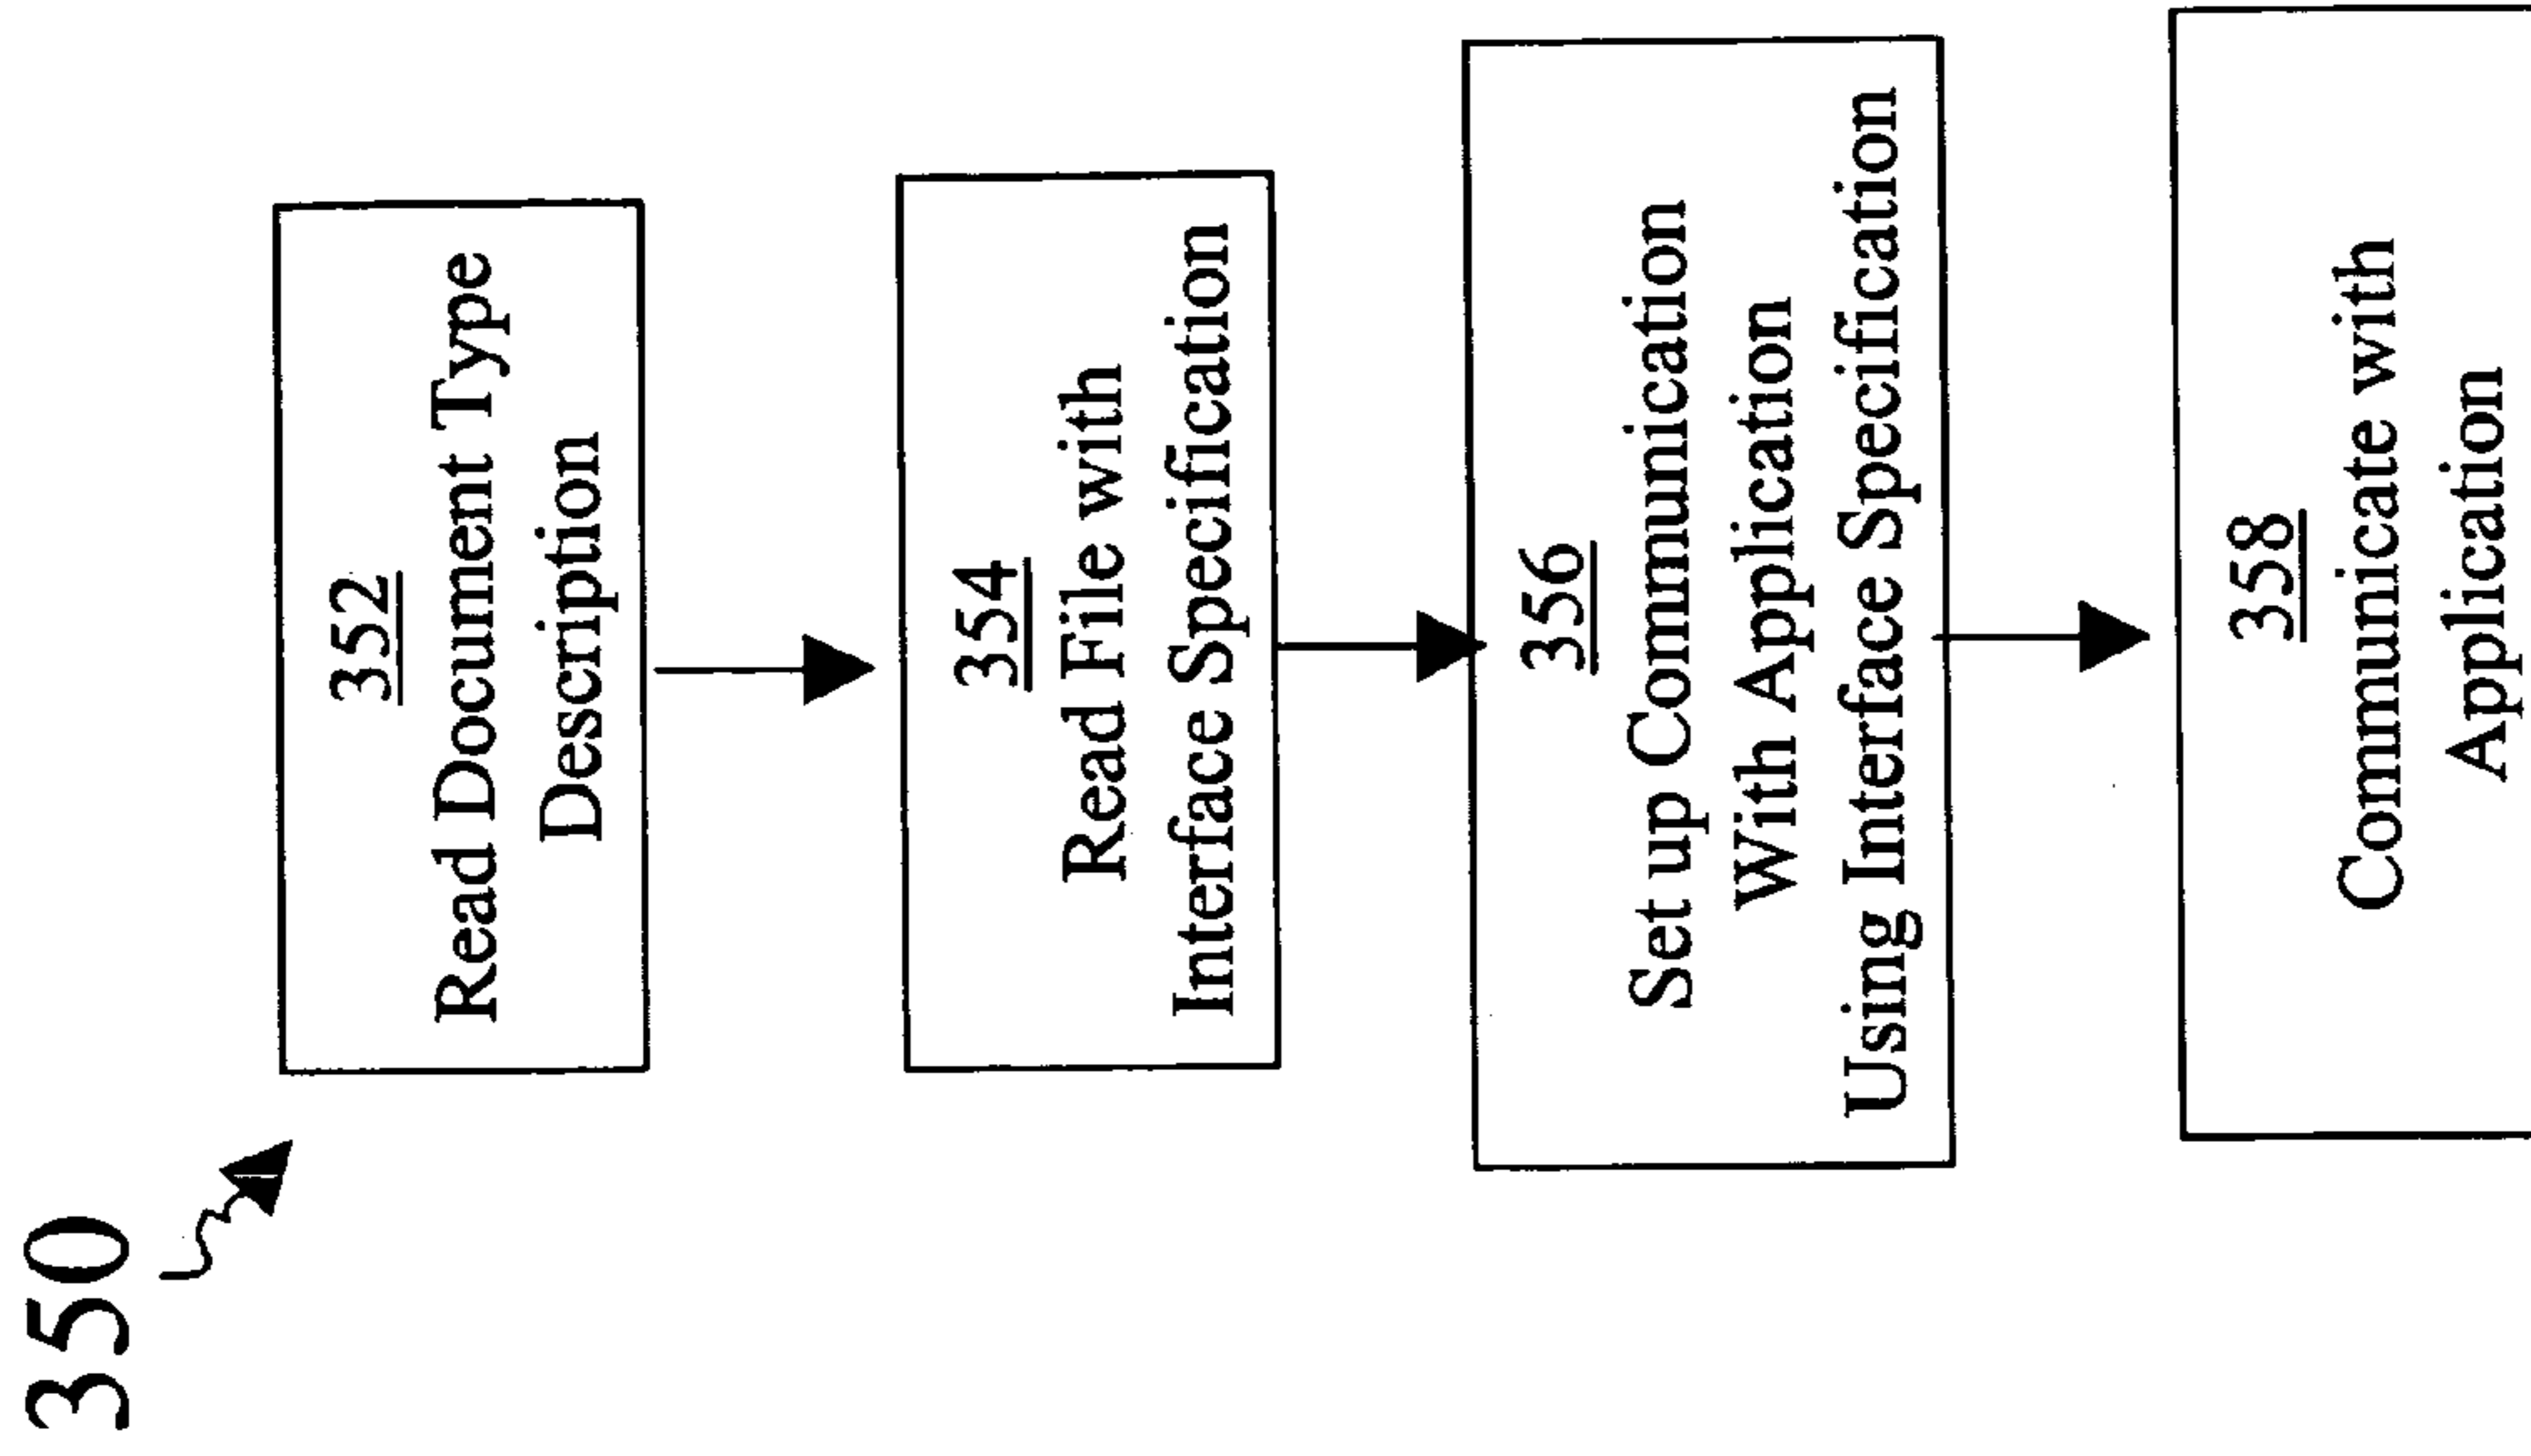 350
352
Read Document Type
Description
354
Read File with
Interface Specification
356
Set up Communication
With Application
Using Interface Specification
358
Communicate with
Application